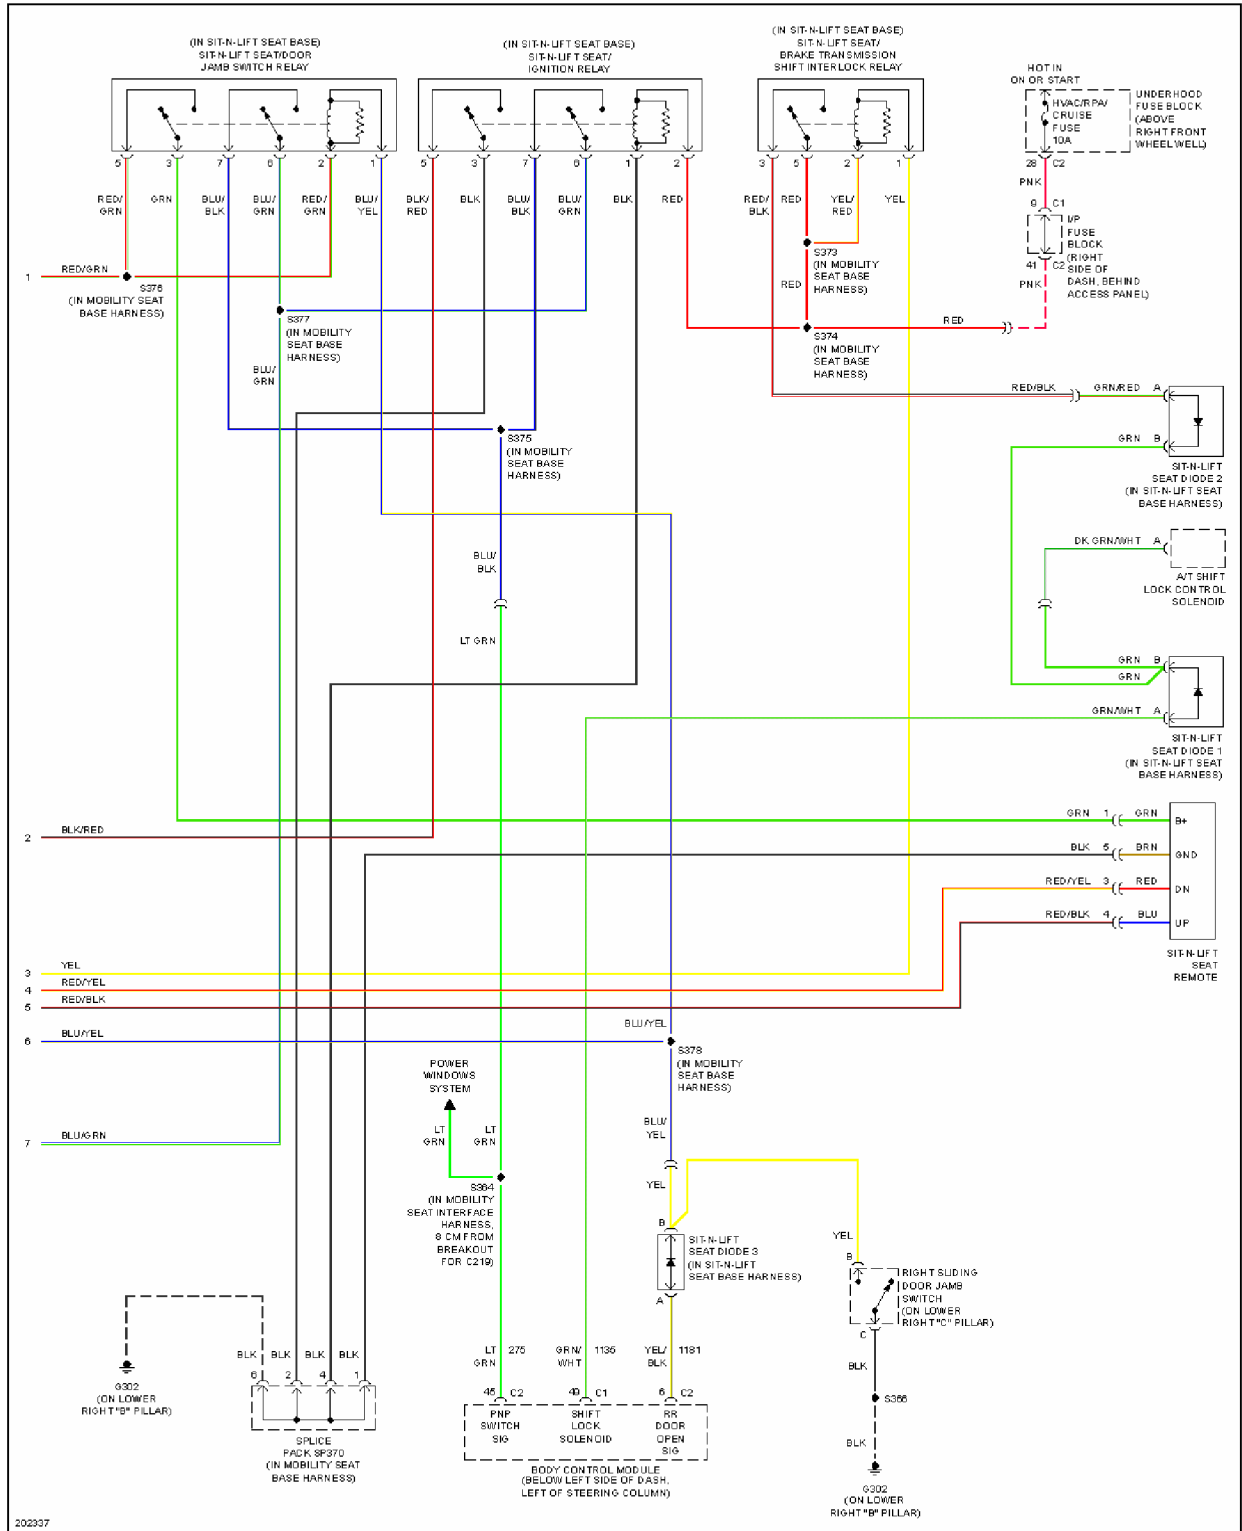 (IN SIT-N-LIFT SEAT BASE)
SIT-N-LIFT SEAT/DOOR
JAMB SWITCH RELAY
(IN SIT-N-LIFT SEAT BASE)
SIT-N-LIFT SEAT/
IGNITION RELAY
(IN SIT-N-LIFT SEAT BASE)
SIT-N-LIFT SEAT/
BRAKE TRANSMISSION
SHIFT INTERLOCK RELAY
HOT IN
ON OR START
HVAC/RPA/
CRUISE
FUSE
10A
UNDERHOOD
FUSE BLOCK
(ABOVE
RIGHT FRONT
WHEEL WELL)
5 3 7 6 2 1
5 3 7 6 1 2
3 5 2 1
28 C2
PNK
9 C1
I/P
FUSE
BLOCK
(RIGHT
SIDE OF
DASH, BEHIND
ACCESS PANEL)
41 C2
PNK
RED/
GRN
GRN
BLU/
BLK
BLU/
GRN
RED/
GRN
BLU/
YEL
BLK/
RED
BLK
BLU/
BLK
BLU/
GRN
BLK
RED
RED/
BLK
RED
YEL/
RED
YEL
1 RED/GRN
S376
(IN MOBILITY SEAT
BASE HARNESS)
S377
(IN MOBILITY
SEAT BASE
HARNESS)
BLU/
GRN
S373
(IN MOBILITY
SEAT BASE
HARNESS)
RED
RED
S374
(IN MOBILITY
SEAT BASE
HARNESS)
RED/BLK GRN/RED A
GRN B
SIT-N-LIFT
SEAT DIODE 2
(IN SIT-N-LIFT SEAT
BASE HARNESS)
S375
(IN MOBILITY
SEAT BASE
HARNESS)
DK GRN/WHT A
A/T SHIFT
LOCK CONTROL
SOLENOID
BLU/
BLK
LT GRN
GRN B
GRN
GRN/WHT A
SIT-N-LIFT
SEAT DIODE 1
(IN SIT-N-LIFT SEAT
BASE HARNESS)
GRN 1 GRN B+
2 BLK/RED
BLK 5 BRN GND
RED/YEL 3 RED DN
RED/BLK 4 BLU UP
SIT-N-LIFT
SEAT
REMOTE
3 YEL
4 RED/YEL
5 RED/BLK
6 BLU/YEL
BLU/YEL
S378
(IN MOBILITY
SEAT BASE
HARNESS)
POWER
WINDOWS
SYSTEM
7 BLU/GRN
LT
GRN
LT
GRN
BLU/
YEL
S364
(IN MOBILITY
SEAT INTERFACE
HARNESS,
8 CM FROM
BREAKOUT
FOR C219)
YEL
B
SIT-N-LIFT
SEAT DIODE 3
(IN SIT-N-LIFT
SEAT BASE HARNESS)
A
YEL
B
RIGHT SLIDING
DOOR JAMB
SWITCH
(ON LOWER
RIGHT "C" PILLAR)
C
BLK
S366
BLK
G302
(ON LOWER
RIGHT "B" PILLAR)
G302
(ON LOWER
RIGHT "B" PILLAR)
BLK BLK BLK BLK
6 2 4 1
SPLICE
PACK SP370
(IN MOBILITY SEAT
BASE HARNESS)
LT
GRN
275
GRN/
WHT
1135
YEL/
BLK
1181
45 C2
49 C1
6 C2
PNP
SWITCH
SIG
SHIFT
LOCK
SOLENOID
RR
DOOR
OPEN
SIG
BODY CONTROL MODULE
(BELOW LEFT SIDE OF DASH,
LEFT OF STEERING COLUMN)
202337